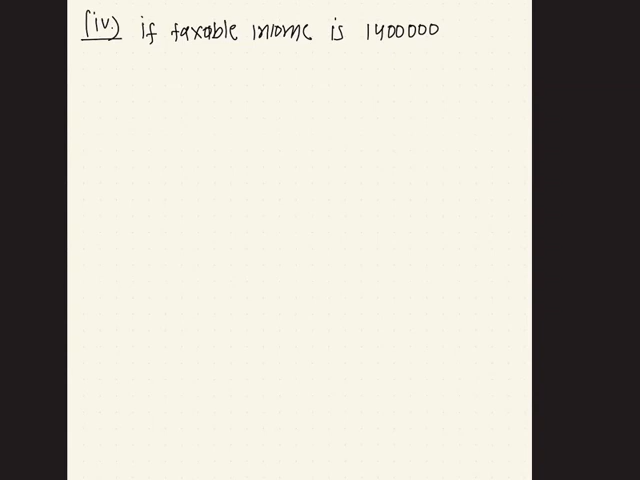 (iv.) if taxable income is 1400000